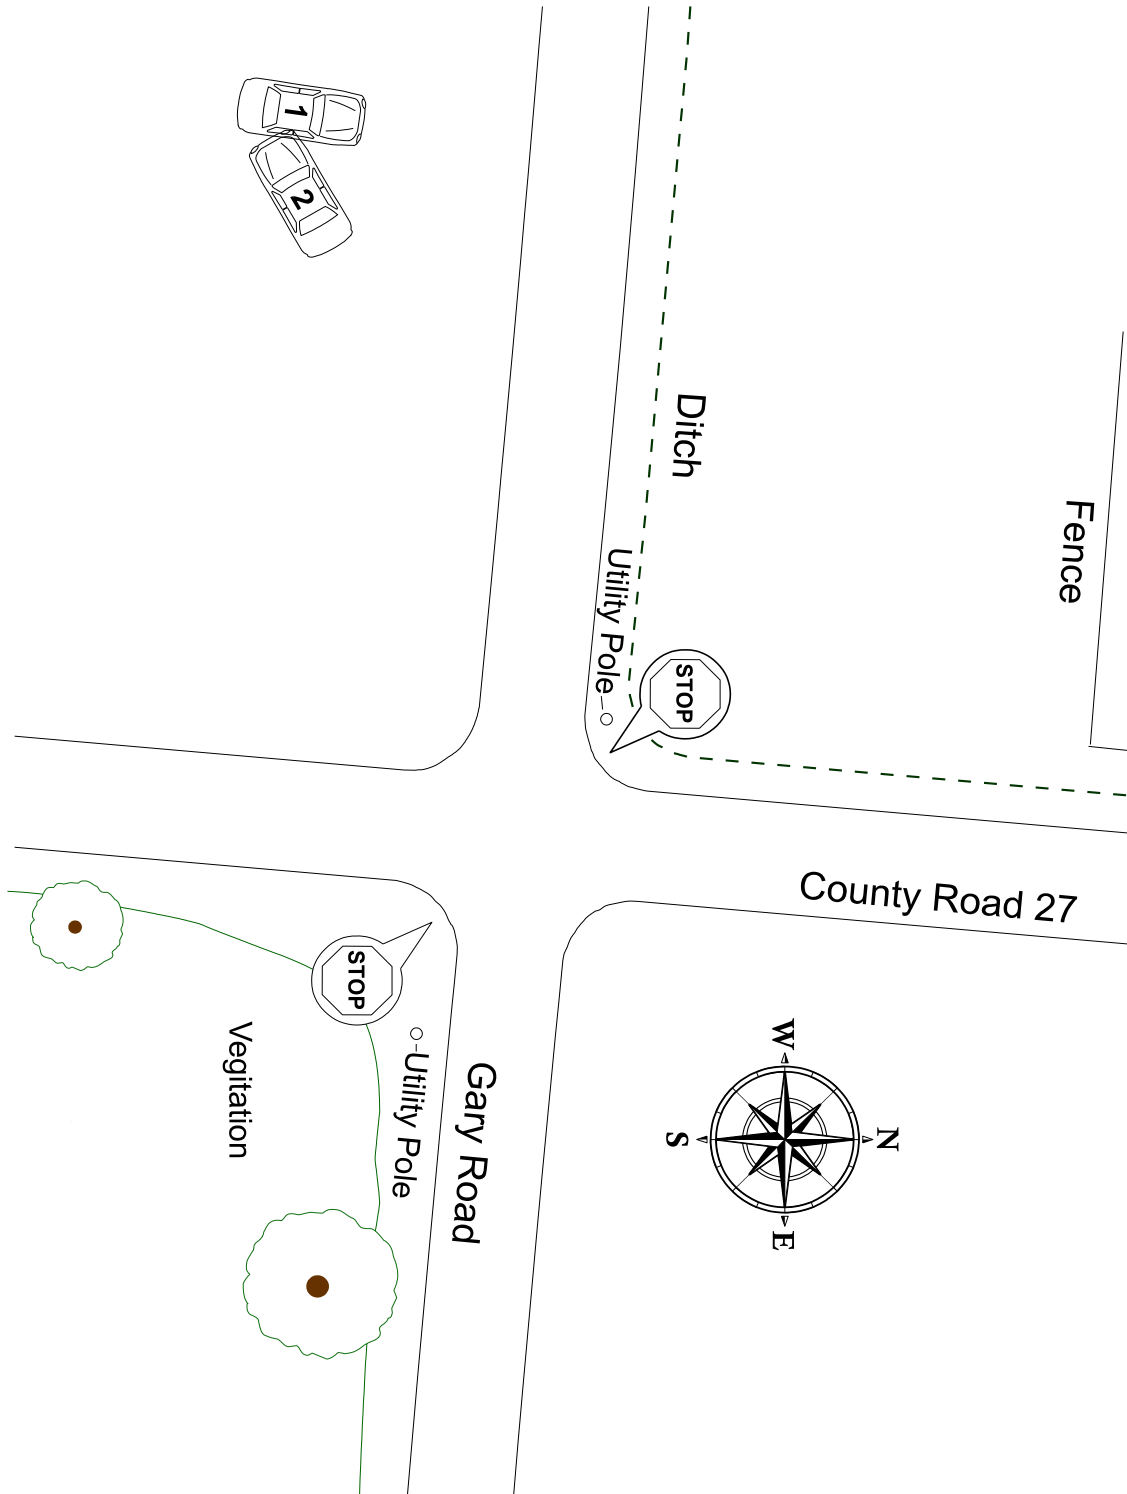 1
2
Ditch
Fence
Utility Pole
STOP
County Road 27
STOP
Vegitation
Utility Pole
Gary Road
W
N
S
E